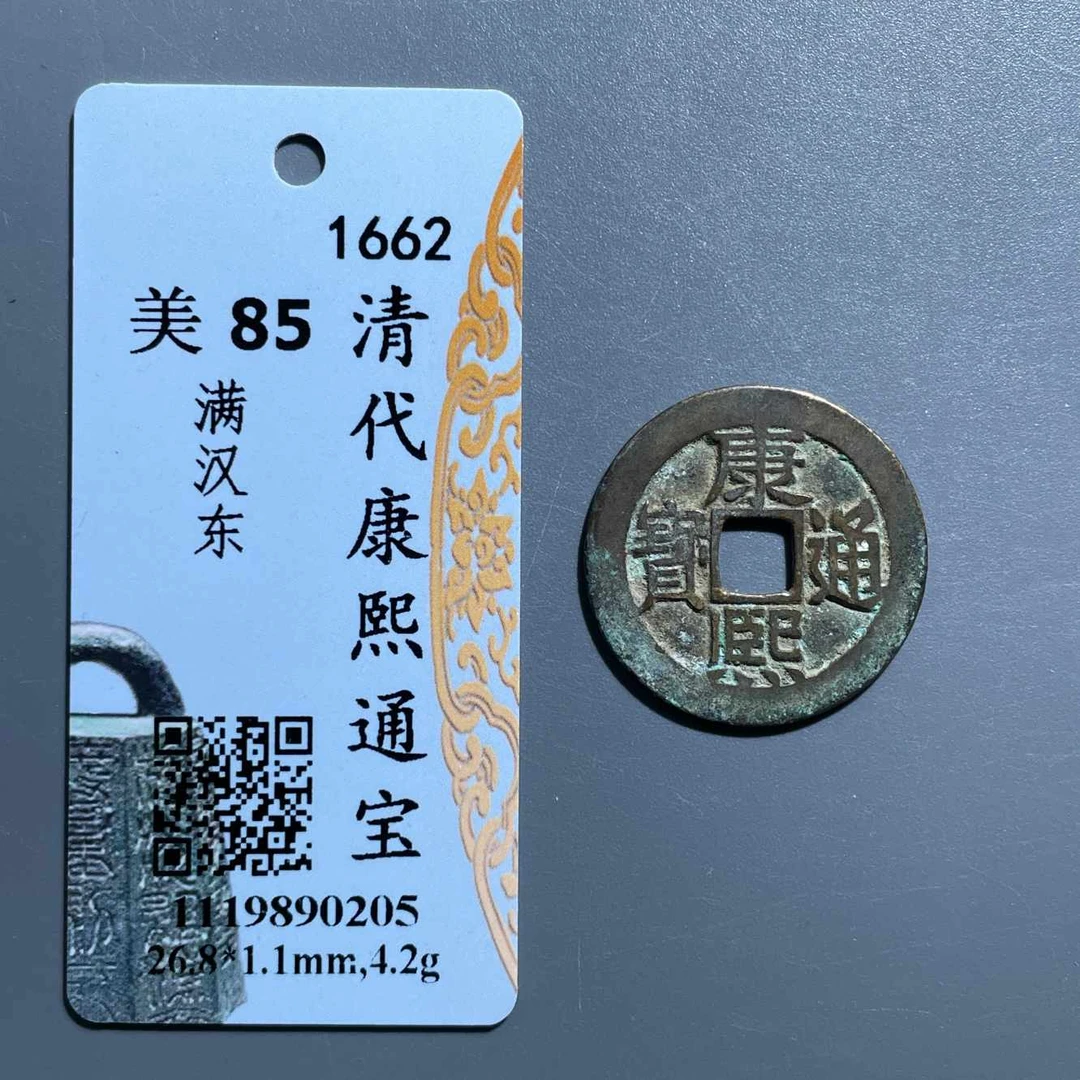 1662
清代康熙通宝
美 85
满汉东
1119890205
26.8*1.1mm,4.2g
康熙通寶